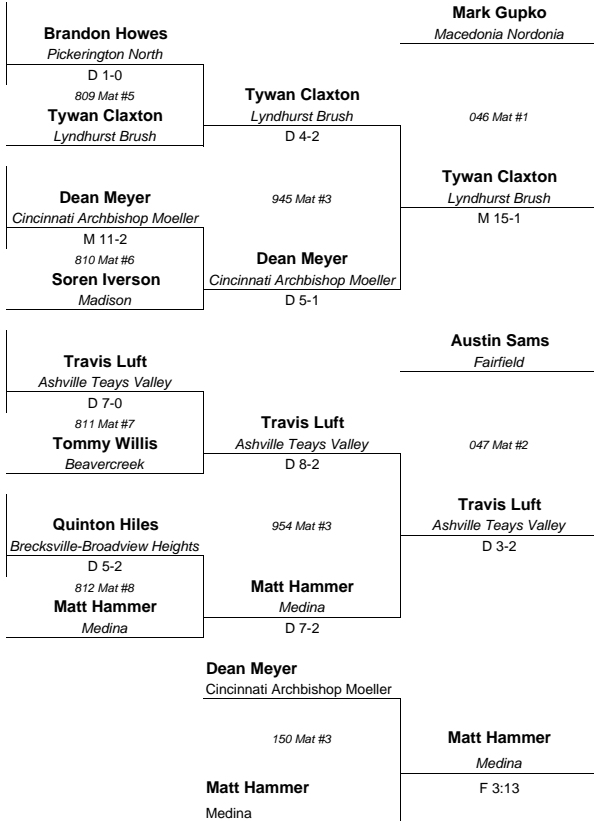 Mark Gupko
Macedonia Nordonia
Brandon Howes
Pickerington North
D 1-0
809 Mat #5
Tywan Claxton
Lyndhurst Brush
Tywan Claxton
Lyndhurst Brush
D 4-2
046 Mat #1
Tywan Claxton
Lyndhurst Brush
M 15-1
Dean Meyer
Cincinnati Archbishop Moeller
M 11-2
810 Mat #6
Soren Iverson
Madison
945 Mat #3
Dean Meyer
Cincinnati Archbishop Moeller
D 5-1
Austin Sams
Fairfield
Travis Luft
Ashville Teays Valley
D 7-0
811 Mat #7
Tommy Willis
Beavercreek
Travis Luft
Ashville Teays Valley
D 8-2
047 Mat #2
Travis Luft
Ashville Teays Valley
D 3-2
Quinton Hiles
Brecksville-Broadview Heights
D 5-2
812 Mat #8
Matt Hammer
Medina
954 Mat #3
Matt Hammer
Medina
D 7-2
Dean Meyer
Cincinnati Archbishop Moeller
150 Mat #3
Matt Hammer
Medina
Matt Hammer
Medina
F 3:13